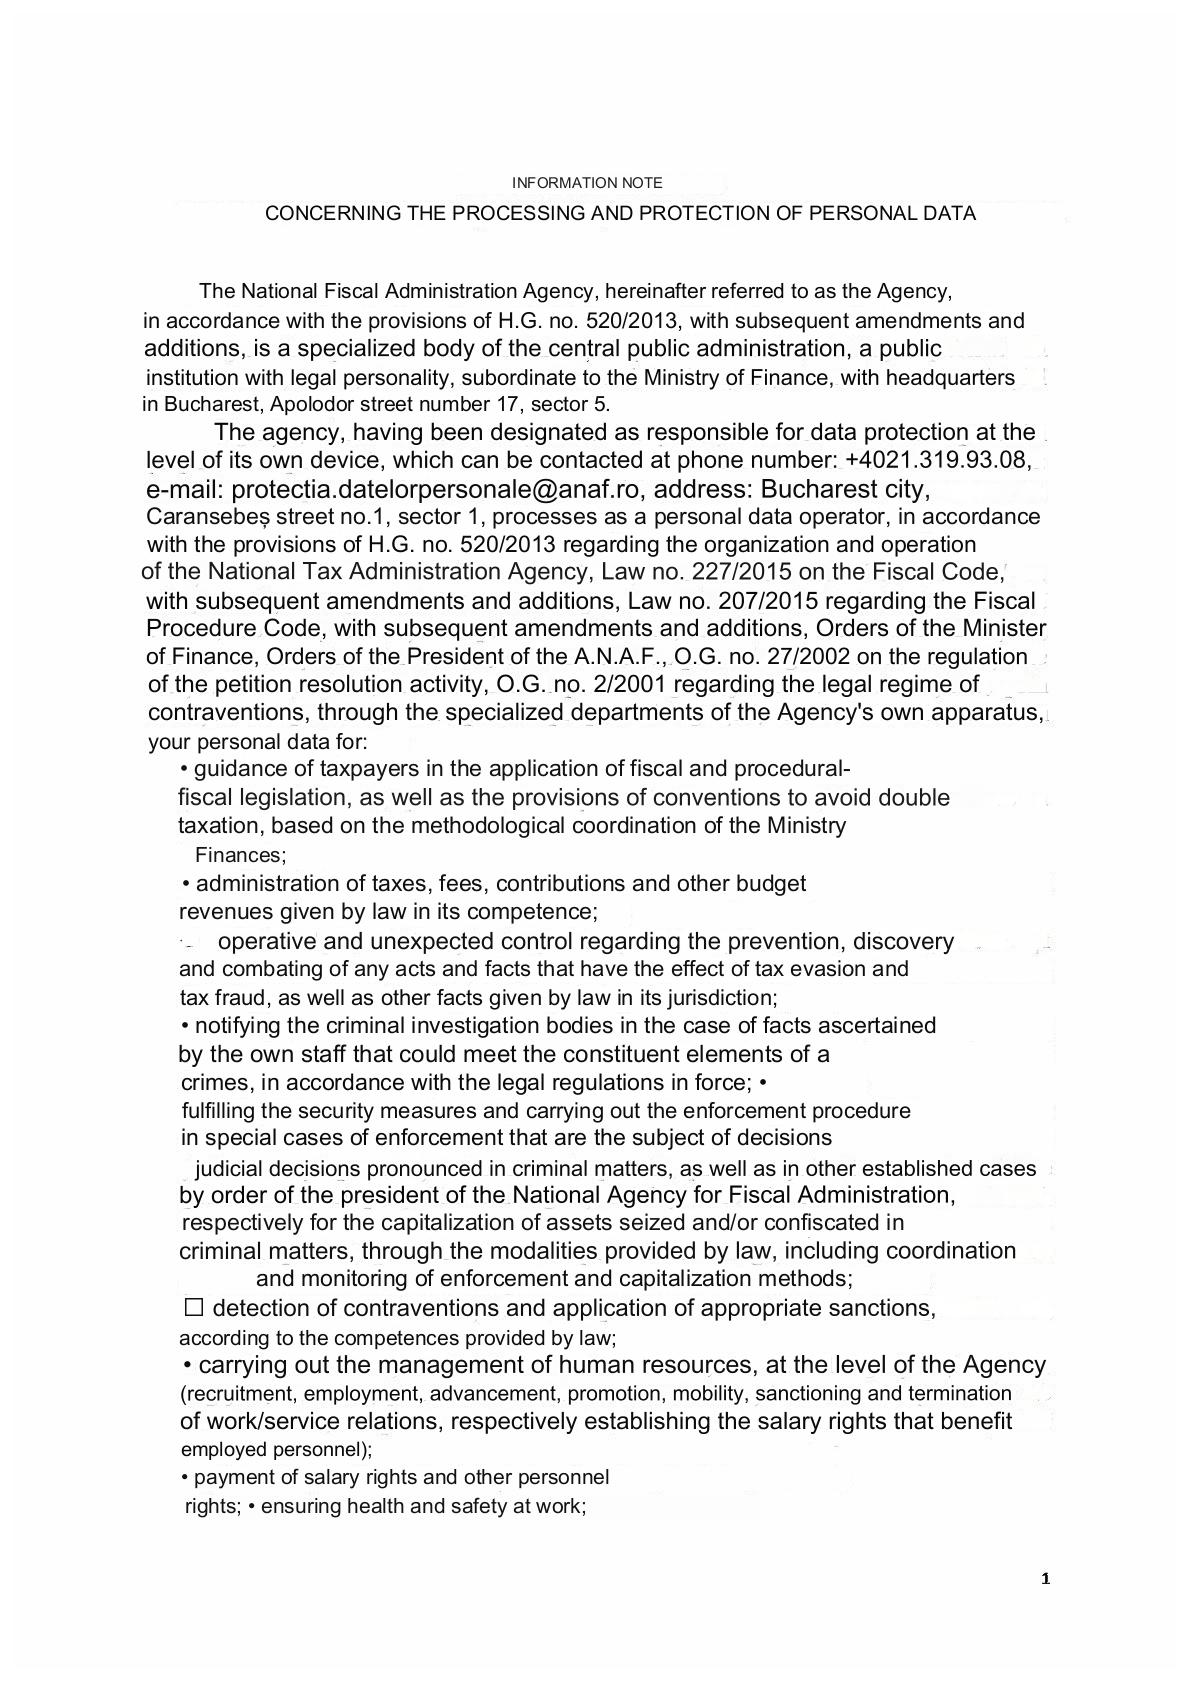 INFORMATION NOTE
CONCERNING THE PROCESSING AND PROTECTION OF PERSONAL DATA
The National Fiscal Administration Agency, hereinafter referred to as the Agency,
in accordance with the provisions of H.G. no. 520/2013, with subsequent amendments and
additions, is a specialized body of the central public administration, a public
institution with legal personality, subordinate to the Ministry of Finance, with headquarters
in Bucharest, Apolodor street number 17, sector 5.
The agency, having been designated as responsible for data protection at the
level of its own device, which can be contacted at phone number: +4021.319.93.08,
e-mail: protectia.datelorpersonale@anaf.ro, address: Bucharest city,
Caransebeș street no.1, sector 1, processes as a personal data operator, in accordance
with the provisions of H.G. no. 520/2013 regarding the organization and operation
of the National Tax Administration Agency, Law no. 227/2015 on the Fiscal Code,
with subsequent amendments and additions, Law no. 207/2015 regarding the Fiscal
Procedure Code, with subsequent amendments and additions, Orders of the Minister
of Finance, Orders of the President of the A.N.A.F., O.G. no. 27/2002 on the regulation
of the petition resolution activity, O.G. no. 2/2001 regarding the legal regime of
contraventions, through the specialized departments of the Agency's own apparatus,
your personal data for:
• guidance of taxpayers in the application of fiscal and procedural-
fiscal legislation, as well as the provisions of conventions to avoid double
taxation, based on the methodological coordination of the Ministry
Finances;
• administration of taxes, fees, contributions and other budget
revenues given by law in its competence;
operative and unexpected control regarding the prevention, discovery
and combating of any acts and facts that have the effect of tax evasion and
tax fraud, as well as other facts given by law in its jurisdiction;
• notifying the criminal investigation bodies in the case of facts ascertained
by the own staff that could meet the constituent elements of a
crimes, in accordance with the legal regulations in force; •
fulfilling the security measures and carrying out the enforcement procedure
in special cases of enforcement that are the subject of decisions
judicial decisions pronounced in criminal matters, as well as in other established cases
by order of the president of the National Agency for Fiscal Administration,
respectively for the capitalization of assets seized and/or confiscated in
criminal matters, through the modalities provided by law, including coordination
and monitoring of enforcement and capitalization methods;
☐ detection of contraventions and application of appropriate sanctions,
according to the competences provided by law;
• carrying out the management of human resources, at the level of the Agency
(recruitment, employment, advancement, promotion, mobility, sanctioning and termination
of work/service relations, respectively establishing the salary rights that benefit
employed personnel);
• payment of salary rights and other personnel
rights; • ensuring health and safety at work;
1